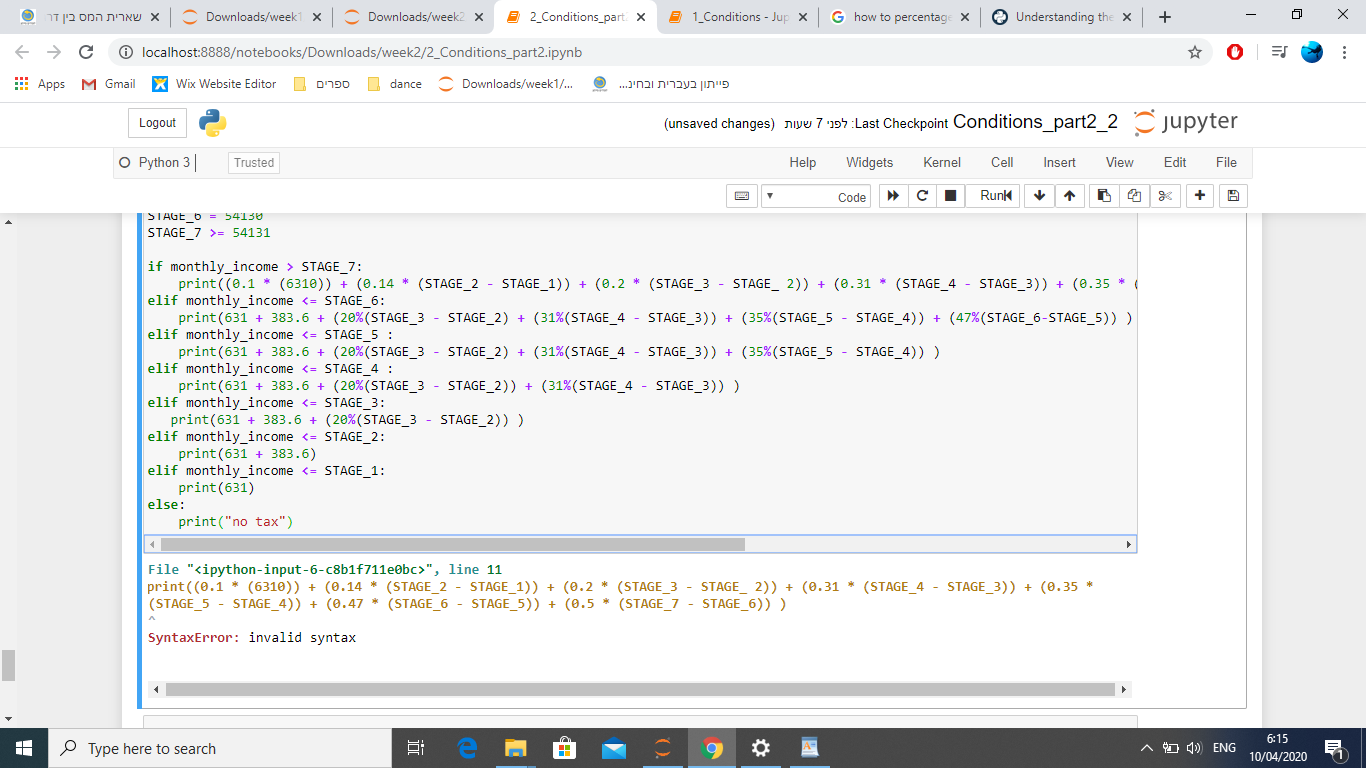 שארית המס בין דר
Downloads/week1
Downloads/week2
2_Conditions_part
1_Conditions - Jup
how to percentage
Understanding the
localhost:8888/notebooks/Downloads/week2/2_Conditions_part2.ipynb
Apps
Gmail
Wix Website Editor
ספרים
dance
Downloads/week1/...
פייתון בעברית ובחינ...
Logout
(unsaved changes) לפני 7 שעות :Last Checkpoint Conditions_part2_2
jupyter
Python 3
Trusted
Help Widgets Kernel Cell Insert View Edit File
Code
Run
STAGE_6 = 54130
STAGE_7 >= 54131
if monthly_income > STAGE_7:
print((0.1 * (6310)) + (0.14 * (STAGE_2 - STAGE_1)) + (0.2 * (STAGE_3 - STAGE_ 2)) + (0.31 * (STAGE_4 - STAGE_3)) + (0.35 * (
elif monthly_income <= STAGE_6:
print(631 + 383.6 + (20%(STAGE_3 - STAGE_2) + (31%(STAGE_4 - STAGE_3)) + (35%(STAGE_5 - STAGE_4)) + (47%(STAGE_6-STAGE_5)) )
elif monthly_income <= STAGE_5 :
print(631 + 383.6 + (20%(STAGE_3 - STAGE_2) + (31%(STAGE_4 - STAGE_3)) + (35%(STAGE_5 - STAGE_4)) )
elif monthly_income <= STAGE_4 :
print(631 + 383.6 + (20%(STAGE_3 - STAGE_2)) + (31%(STAGE_4 - STAGE_3)) )
elif monthly_income <= STAGE_3:
print(631 + 383.6 + (20%(STAGE_3 - STAGE_2)) )
elif monthly_income <= STAGE_2:
print(631 + 383.6)
elif monthly_income <= STAGE_1:
print(631)
else:
print("no tax")
File "<ipython-input-6-c8b1f711e0bc>", line 11
print((0.1 * (6310)) + (0.14 * (STAGE_2 - STAGE_1)) + (0.2 * (STAGE_3 - STAGE_ 2)) + (0.31 * (STAGE_4 - STAGE_3)) + (0.35 *
(STAGE_5 - STAGE_4)) + (0.47 * (STAGE_6 - STAGE_5)) + (0.5 * (STAGE_7 - STAGE_6)) )
^
SyntaxError: invalid syntax
Type here to search
ENG
6:15
10/04/2020
1